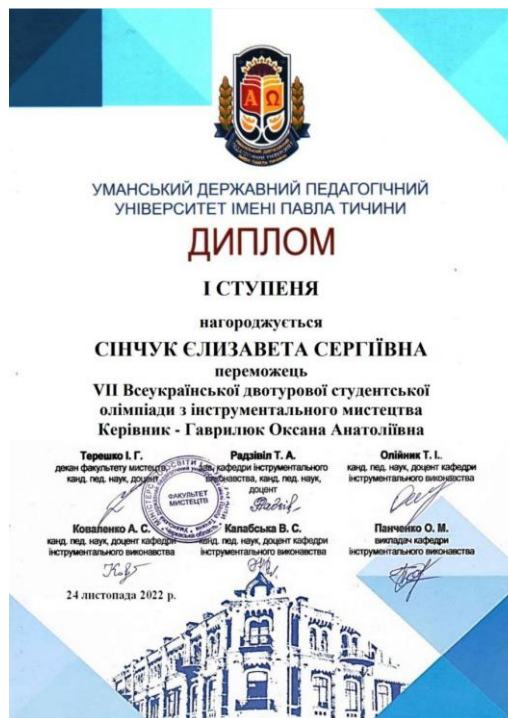 УМАНСЬКИЙ ДЕРЖАВНИЙ ПЕДАГОГІЧНИЙ
УНІВЕРСИТЕТ ІМЕНІ ПАВЛА ТИЧИНИ
ДИПЛОМ
І СТУПЕНЯ
нагороджується
СІНЧУК ЄЛИЗАВЕТА СЕРГІЇВНА
переможець
VII Всеукраїнської двотурової студентської
олімпіади з інструментального мистецтва
Керівник - Гаврилюк Оксана Анатоліївна
Терешко І. Г.
декан факультету мистецтв,
канд. пед. наук, доцент
Радзівіл Т. А.
зав. кафедри інструментального
виконавства, канд. пед. наук,
доцент
Олійник Т. І.
канд. пед. наук, доцент кафедри
інструментального виконавства
ФАКУЛЬТЕТ
МИСТЕЦТВ
Коваленко А. С.
канд. пед. наук, доцент кафедри
інструментального виконавства
Калабська В. С.
канд. пед. наук, доцент кафедри
інструментального виконавства
Панченко О. М.
викладач кафедри
інструментального виконавства
24 листопада 2022 р.